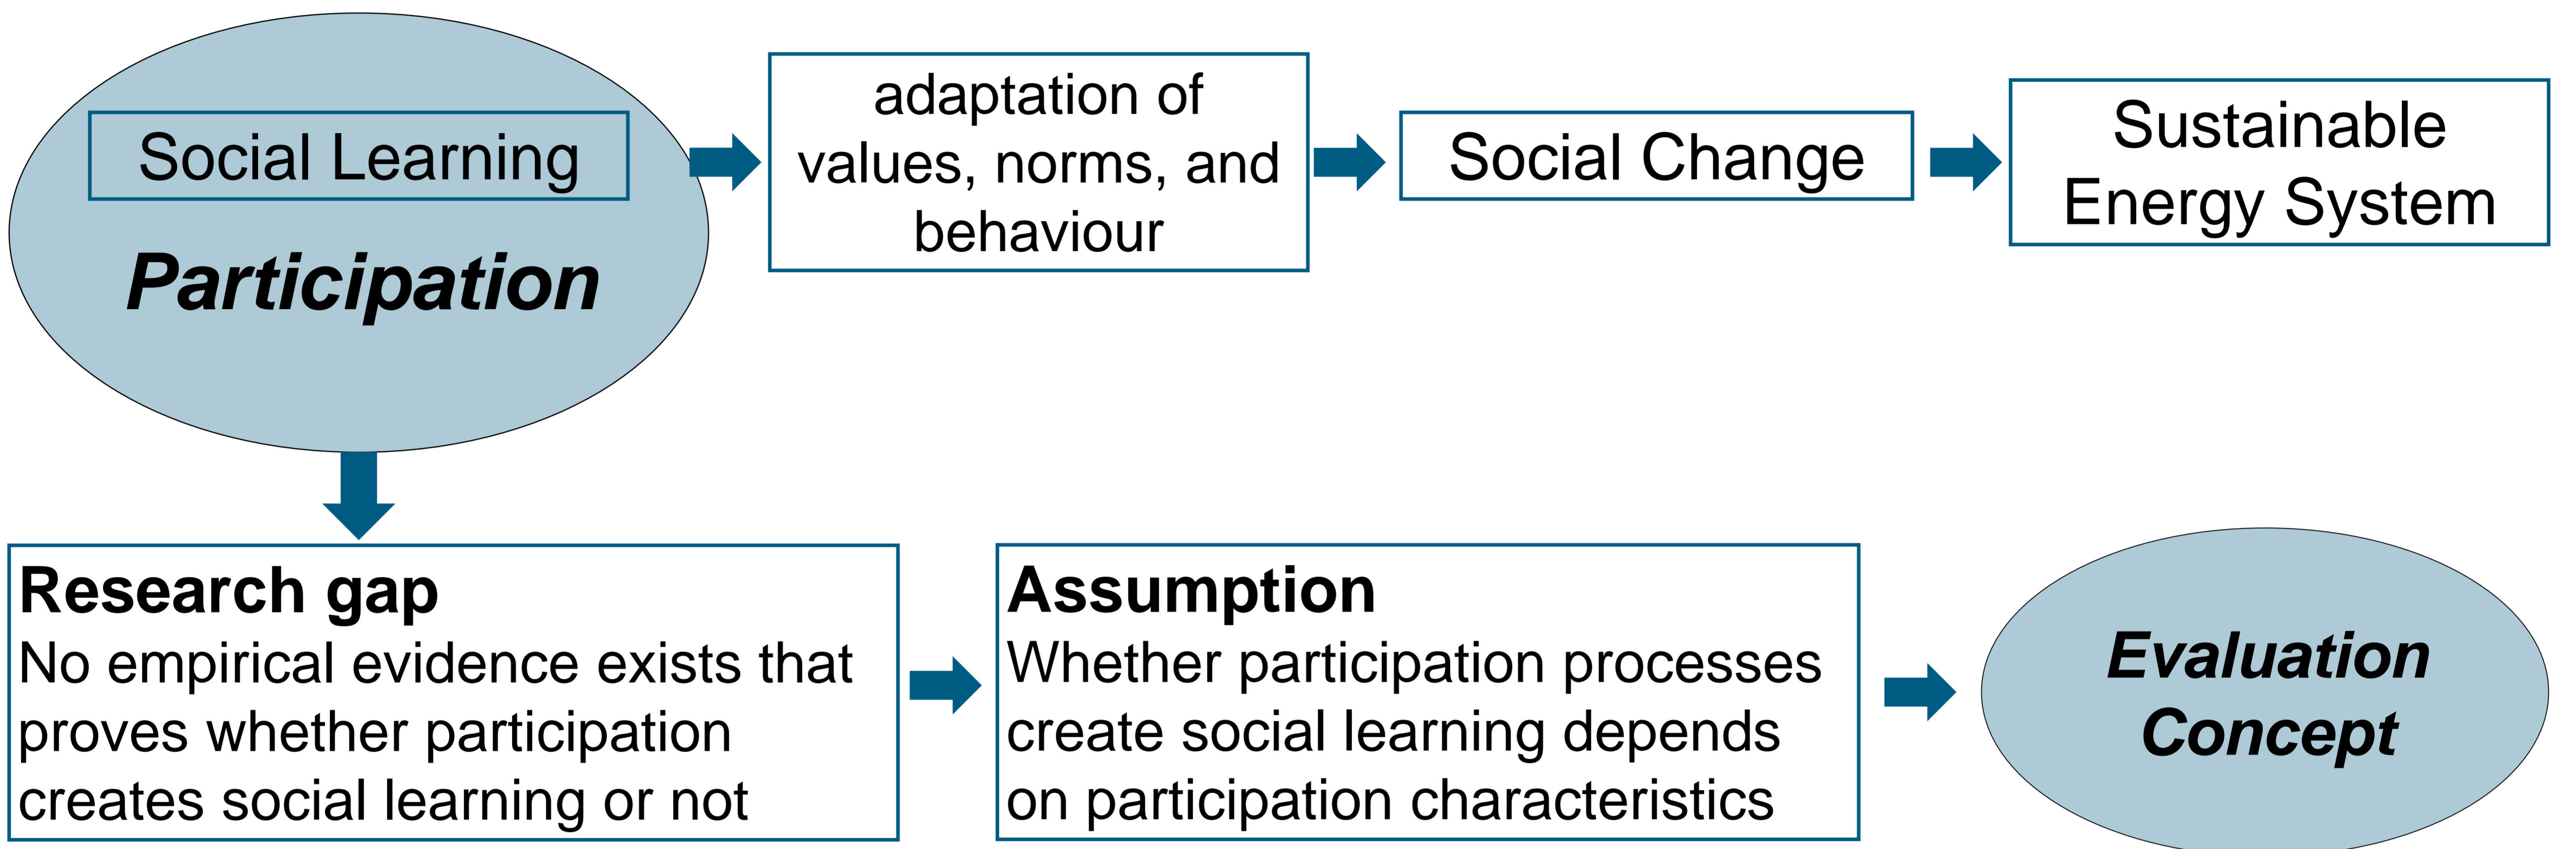 Social Learning
Participation
adaptation of
values, norms, and
behaviour
Social Change
Sustainable
Energy System
Research gap
No empirical evidence exists that
proves whether participation
creates social learning or not
Assumption
Whether participation processes
create social learning depends
on participation characteristics
Evaluation
Concept